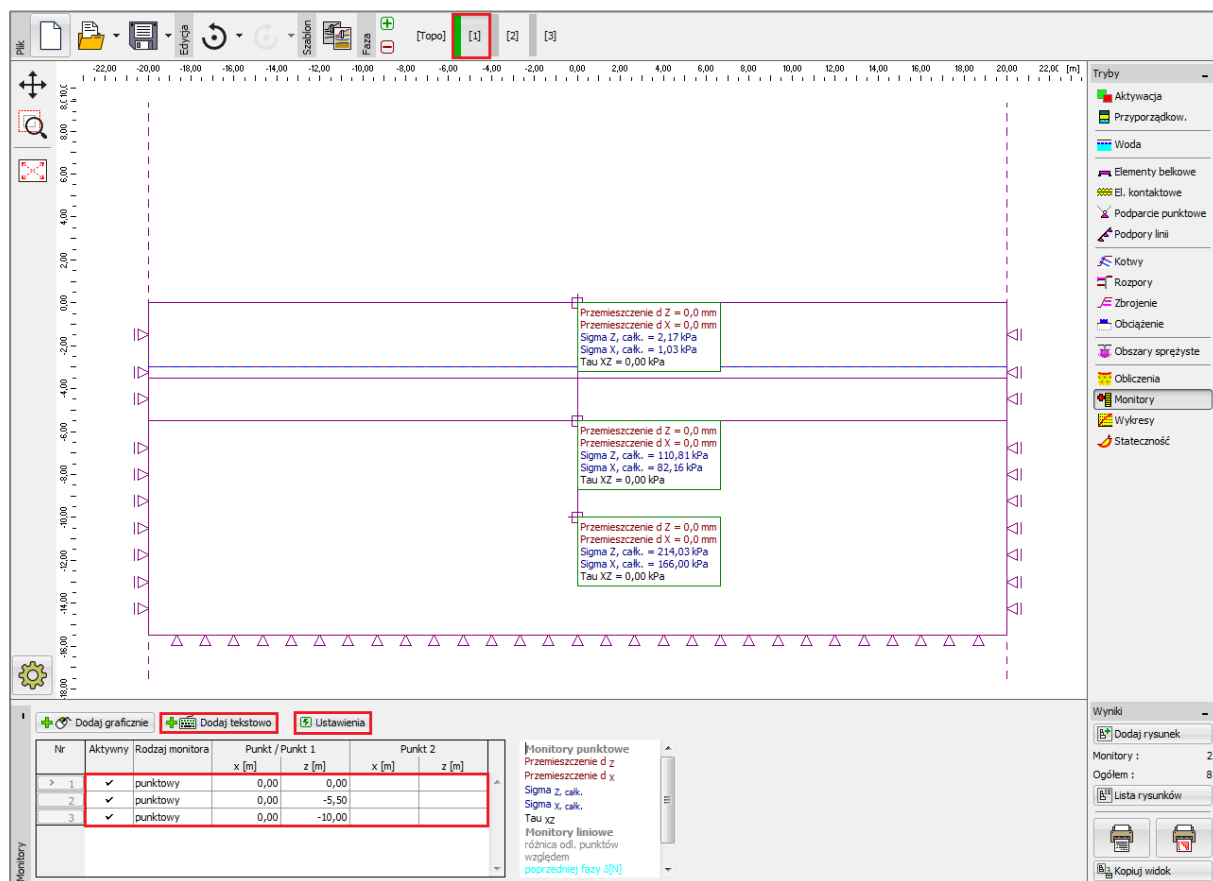 Plik
Edycja
Szablon
Faza
[Topo] [1] [2] [3]
-22,00 -20,00 -18,00 -16,00 -14,00 -12,00 -10,00 -8,00 -6,00 -4,00 -2,00 0,00 2,00 4,00 6,00 8,00 10,00 12,00 14,00 16,00 18,00 20,00 22,00 [m]
8,00
6,00
4,00
2,00
0,00
-2,00
-4,00
-6,00
-8,00
-10,00
-12,00
-14,00
-16,00
-18,00
Przemieszczenie d Z = 0,0 mm
Przemieszczenie d X = 0,0 mm
Sigma Z, całk. = 2,17 kPa
Sigma X, całk. = 1,03 kPa
Tau XZ = 0,00 kPa
Przemieszczenie d Z = 0,0 mm
Przemieszczenie d X = 0,0 mm
Sigma Z, całk. = 110,81 kPa
Sigma X, całk. = 82,16 kPa
Tau XZ = 0,00 kPa
Przemieszczenie d Z = 0,0 mm
Przemieszczenie d X = 0,0 mm
Sigma Z, całk. = 214,03 kPa
Sigma X, całk. = 166,00 kPa
Tau XZ = 0,00 kPa
Tryby
Aktywacja
Przyporządkow.
Woda
Elementy belkowe
El. kontaktowe
Podparcie punktowe
Podpory linii
Kotwy
Rozpory
Zbrojenie
Obciążenie
Obszary sprężyste
Obliczenia
Monitory
Wykresy
Stateczność
Monitory
Dodaj graficznie Dodaj tekstowo Ustawienia
Nr Aktywny Rodzaj monitora Punkt / Punkt 1 Punkt 2
x [m] z [m] x [m] z [m]
> 1 ✔ punktowy 0,00 0,00
2 ✔ punktowy 0,00 -5,50
3 ✔ punktowy 0,00 -10,00
Monitory punktowe
Przemieszczenie d Z
Przemieszczenie d X
Sigma Z, całk.
Sigma X, całk.
Tau XZ
Monitory liniowe
różnica odl. punktów
względem
poprzedniej fazy δ[N]
Wyniki
Dodaj rysunek
Monitory : 2
Ogółem : 8
Lista rysunków
Kopiuj widok